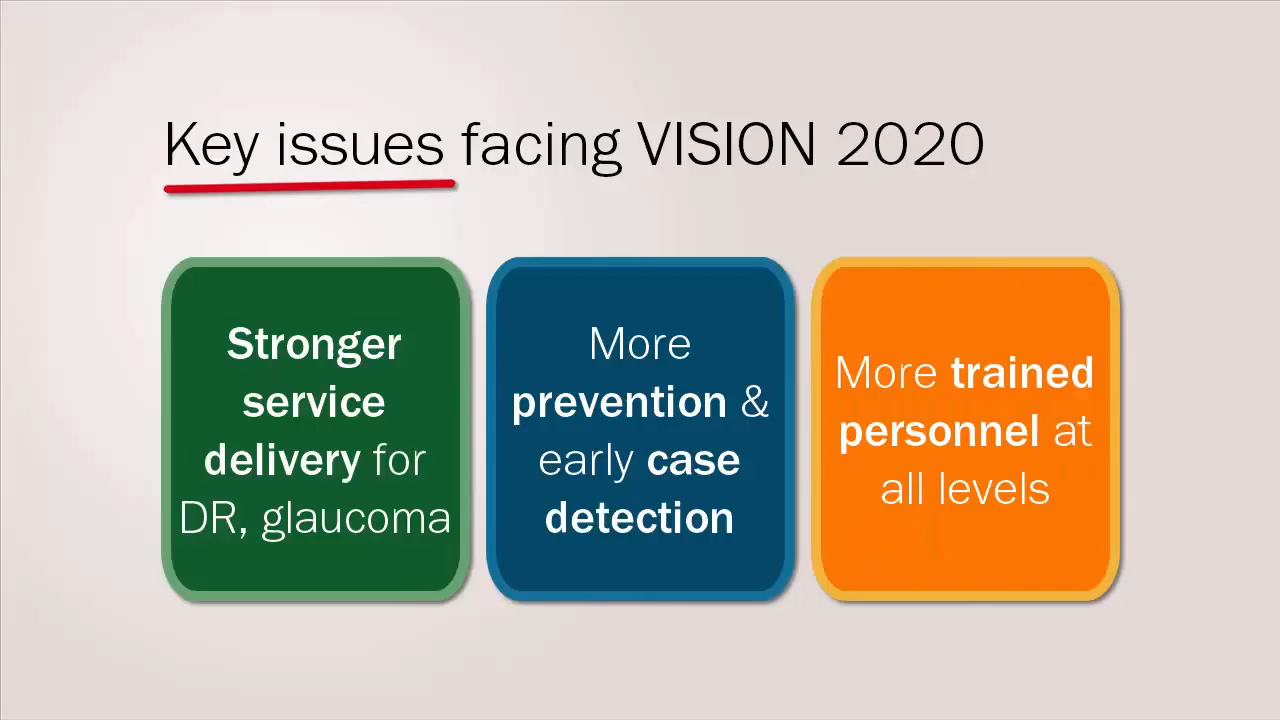 Key issues facing VISION 2020
Stronger
service
delivery for
DR, glaucoma
More
prevention &
early case
detection
More trained
personnel at
all levels